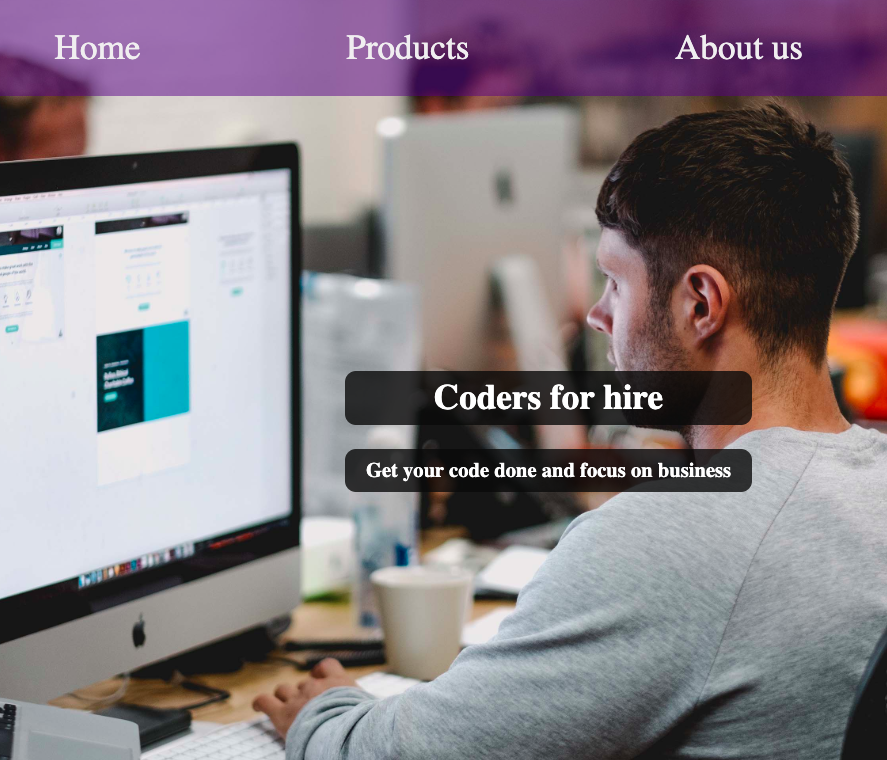 Home
Products
About us
Coders for hire
Get your code done and focus on business